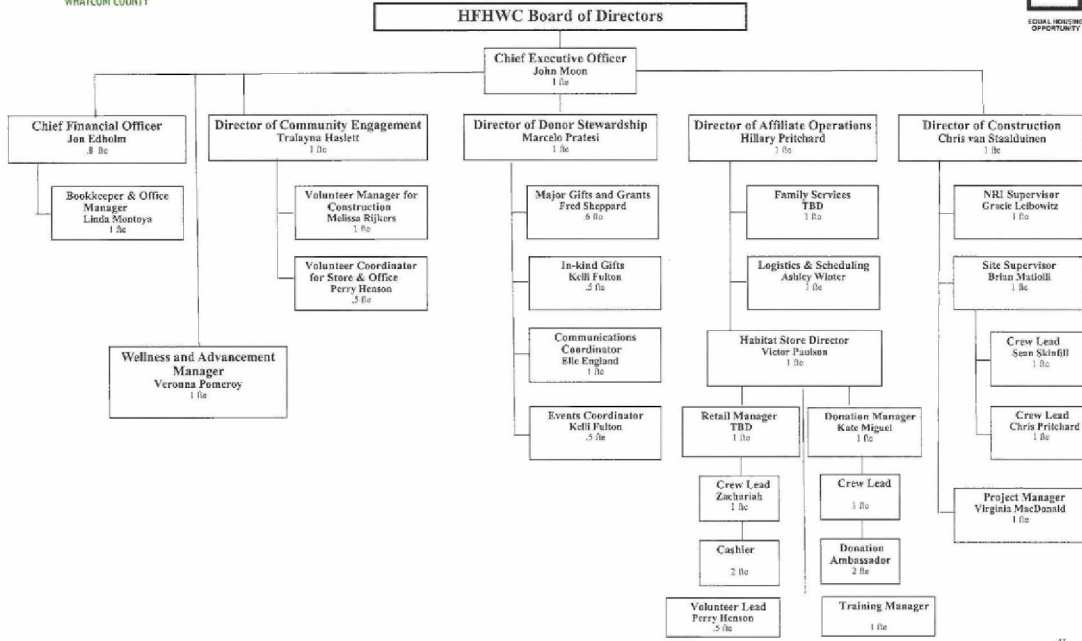 WHATCOM COUNTY
HFHWC Board of Directors
EQUAL HOUSING
OPPORTUNITY
Chief Executive Officer
John Moon
1 fte
Chief Financial Officer
Jon Edholm
.8 fte
Director of Community Engagement
Tralayna Haslett
1 fte
Director of Donor Stewardship
Marcelo Pratesi
1 fte
Director of Affiliate Operations
Hillary Pritchard
1 fte
Director of Construction
Chris van Staalduinen
1 fte
Bookkeeper & Office
Manager
Linda Montoya
1 fte
Volunteer Manager for
Construction
Melissa Rijkers
1 fte
Volunteer Coordinator
for Store & Office
Perry Henson
.5 fte
Wellness and Advancement
Manager
Veronna Pomeroy
1 fte
Major Gifts and Grants
Fred Sheppard
.6 fte
In-kind Gifts
Kelli Fulton
.5 fte
Communications
Coordinator
Elle England
1 fte
Events Coordinator
Kelli Fulton
.5 fte
Family Services
TBD
1 fte
Logistics & Scheduling
Ashley Winter
1 fte
Habitat Store Director
Victor Paulson
1 fte
Retail Manager
TBD
1 fte
Donation Manager
Kate Miguel
1 fte
Crew Lead
Zachariah
1 fte
Crew Lead
1 fte
Cashier
2 fte
Donation
Ambassador
2 fte
Volunteer Lead
Perry Henson
.5 fte
Training Manager
1 fte
NRI Supervisor
Gracie Leibowitz
1 fte
Site Supervisor
Brian Matiolli
1 fte
Crew Lead
Sean Skinfill
1 fte
Crew Lead
Chris Pritchard
1 fte
Project Manager
Virginia MacDonald
1 fte